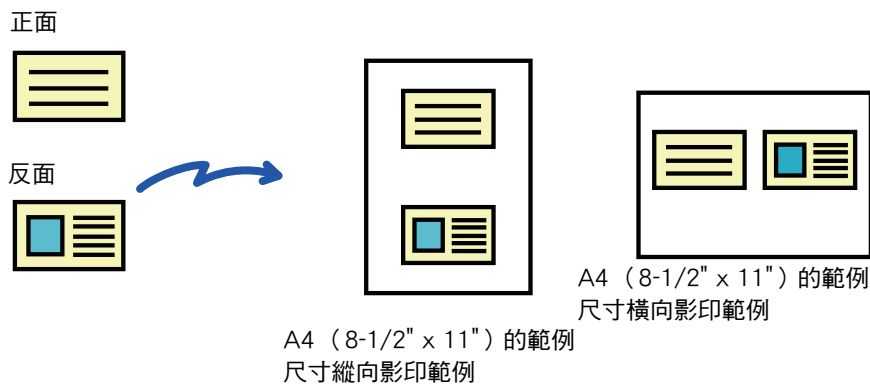 正面
反面
A4（8-1/2" x 11"）的範例
尺寸縱向影印範例
A4（8-1/2" x 11"）的範例
尺寸橫向影印範例